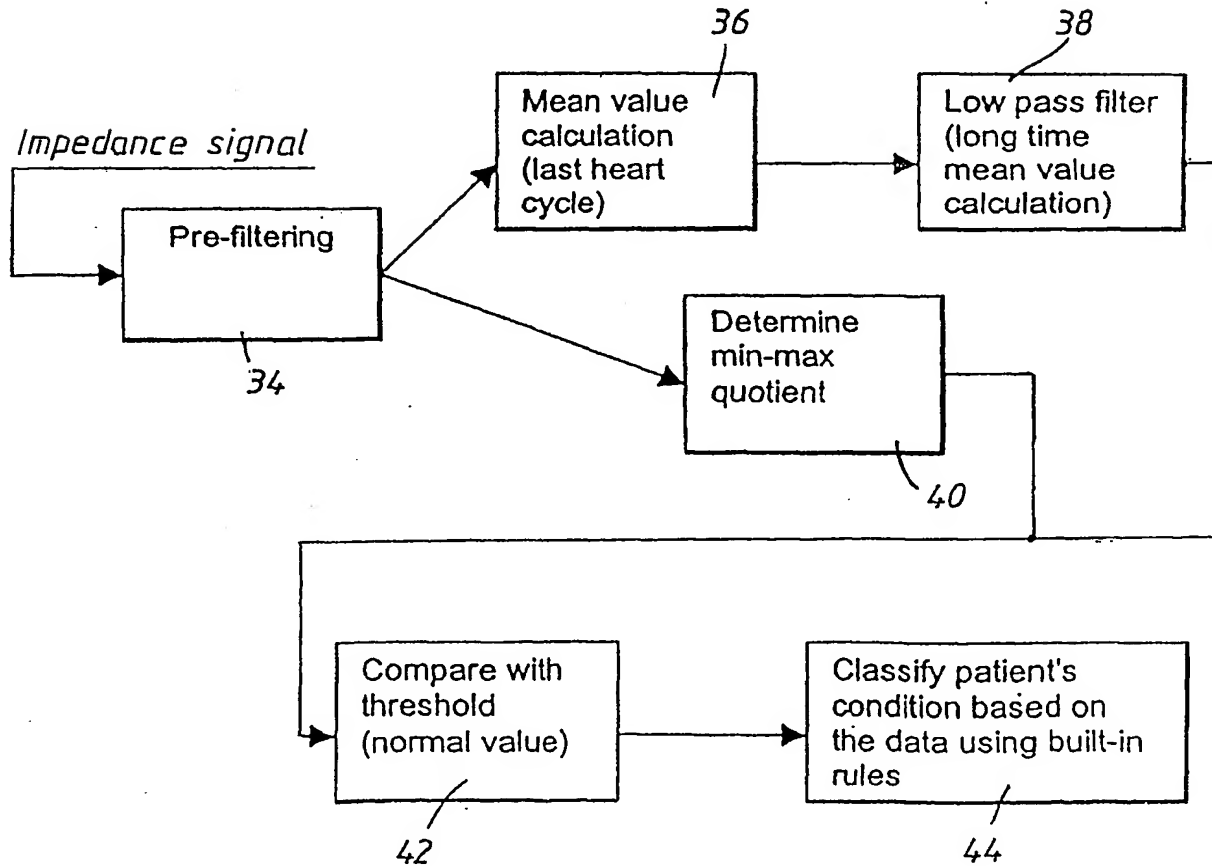 36
38
Mean value
calculation
(last heart
cycle)
Low pass filter
(long time
mean value
calculation)
Impedance signal
Pre-filtering
34
Determine
min-max
quotient
40
Compare with
threshold
(normal value)
42
Classify patient's
condition based on
the data using built-in
rules
44